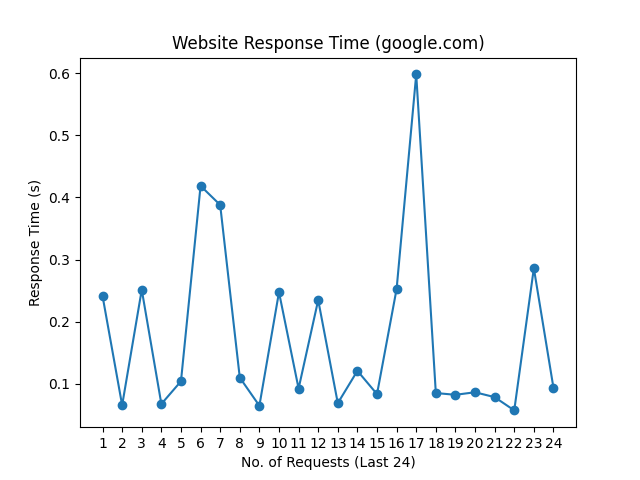 Website Response Time (google.com)
0.6
0.5
0.4
0.3
0.2
0.1
Response Time (s)
1 2 3 4 5 6 7 8 9 10 11 12 13 14 15 16 17 18 19 20 21 22 23 24
No. of Requests (Last 24)